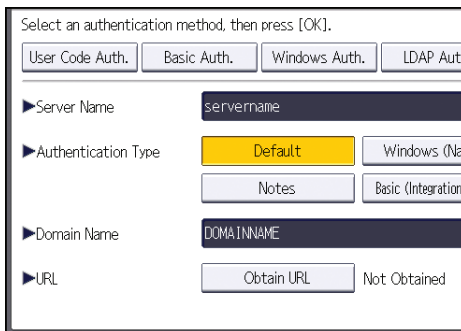 Select an authentication method, then press [OK].
User Code Auth. Basic Auth. Windows Auth. LDAP Aut
▶Server Name servername
▶Authentication Type Default Windows (Na
Notes Basic (Integration
▶Domain Name DOMAINNAME
▶URL Obtain URL Not Obtained